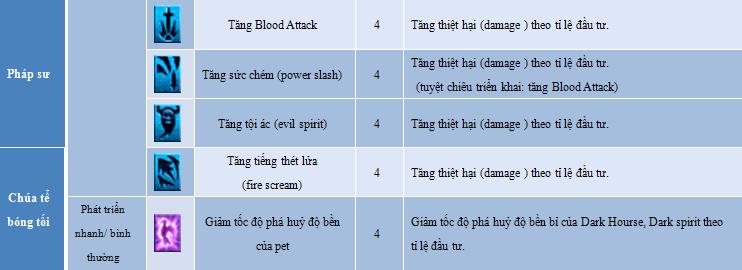 Tăng Blood Attack 4 Tăng thiệt hại (damage ) theo tỉ lệ đầu tư.
Pháp sư
Tăng sức chém (power slash) 4 Tăng thiệt hại (damage ) theo tỉ lệ đầu tư.
(tuyệt chiêu triển khai: tăng Blood Attack)
Tăng tội ác (evil spirit) 4 Tăng thiệt hại (damage ) theo tỉ lệ đầu tư.
Chúa tể
bóng tối
Tăng tiếng thét lửa
(fire scream)
4 Tăng thiệt hại (damage ) theo tỉ lệ đầu tư.
Phát triển
nhanh/ bình
thường
Giảm tốc độ phá huỷ độ bền
của pet
4
Giảm tốc độ phá huỷ độ bền bỉ của Dark Hourse, Dark spirit theo
tỉ lệ đầu tư.